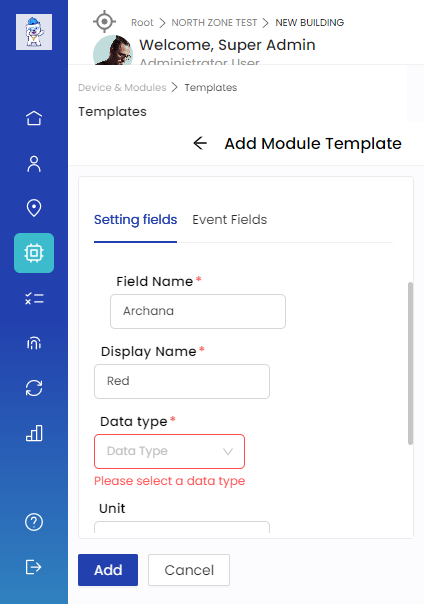 Root > NORTH ZONE TEST > NEW BUILDING
Welcome, Super Admin
Administrator User
Device & Modules > Templates
Templates
← Add Module Template
Setting fields Event Fields
Field Name*
Archana
Display Name*
Red
Data type*
Data Type
Please select a data type
Unit
Add Cancel